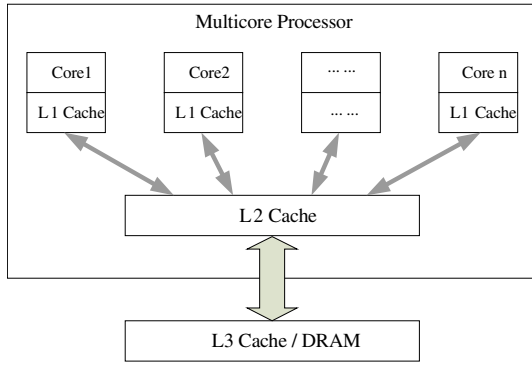 Multicore Processor
Core1
Core2
... ...
Core n
L1 Cache
L1 Cache
... ...
L1 Cache
L2 Cache
L3 Cache / DRAM